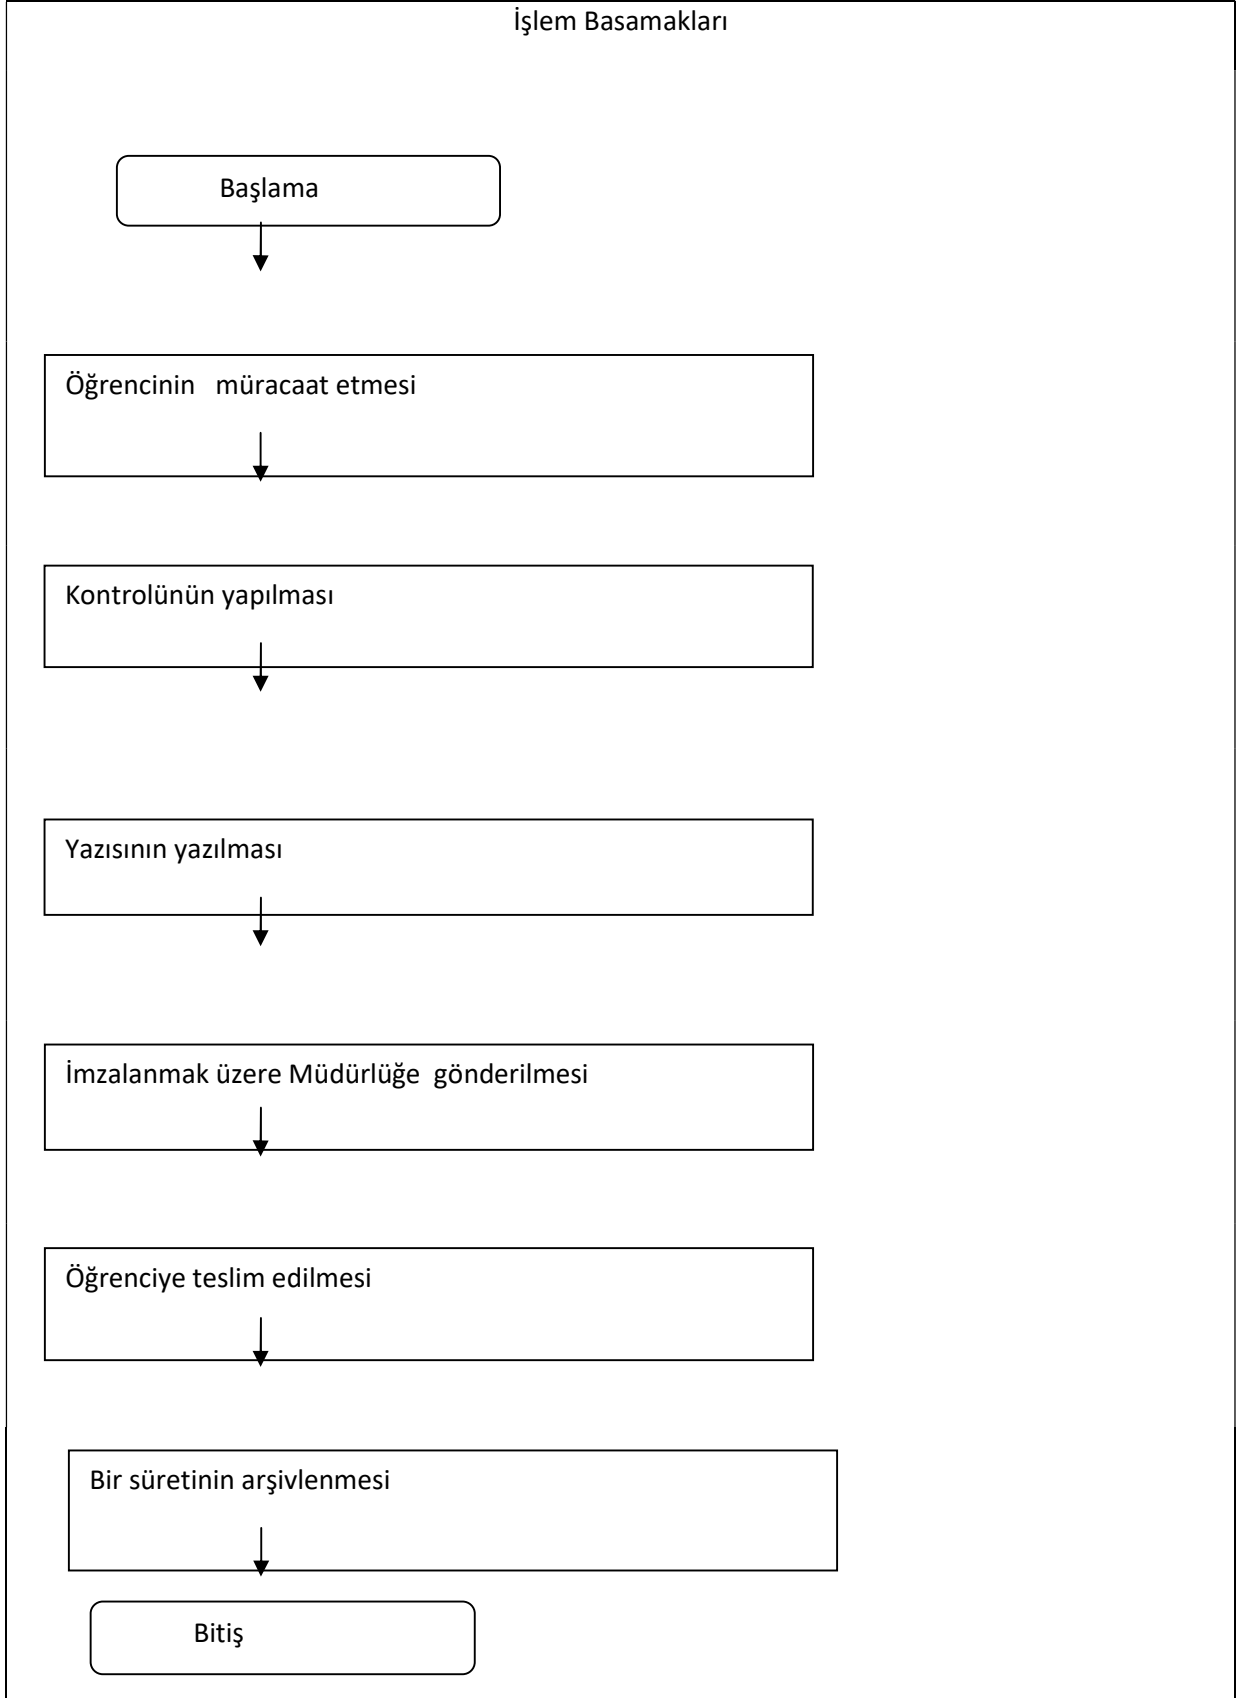 İşlem Basamakları
Başlama
Öğrencinin   müracaat etmesi
Kontrolünün yapılması
Yazısının yazılması
İmzalanmak üzere Müdürlüğe  gönderilmesi
Öğrenciye teslim edilmesi
Bir süretinin arşivlenmesi
Bitiş